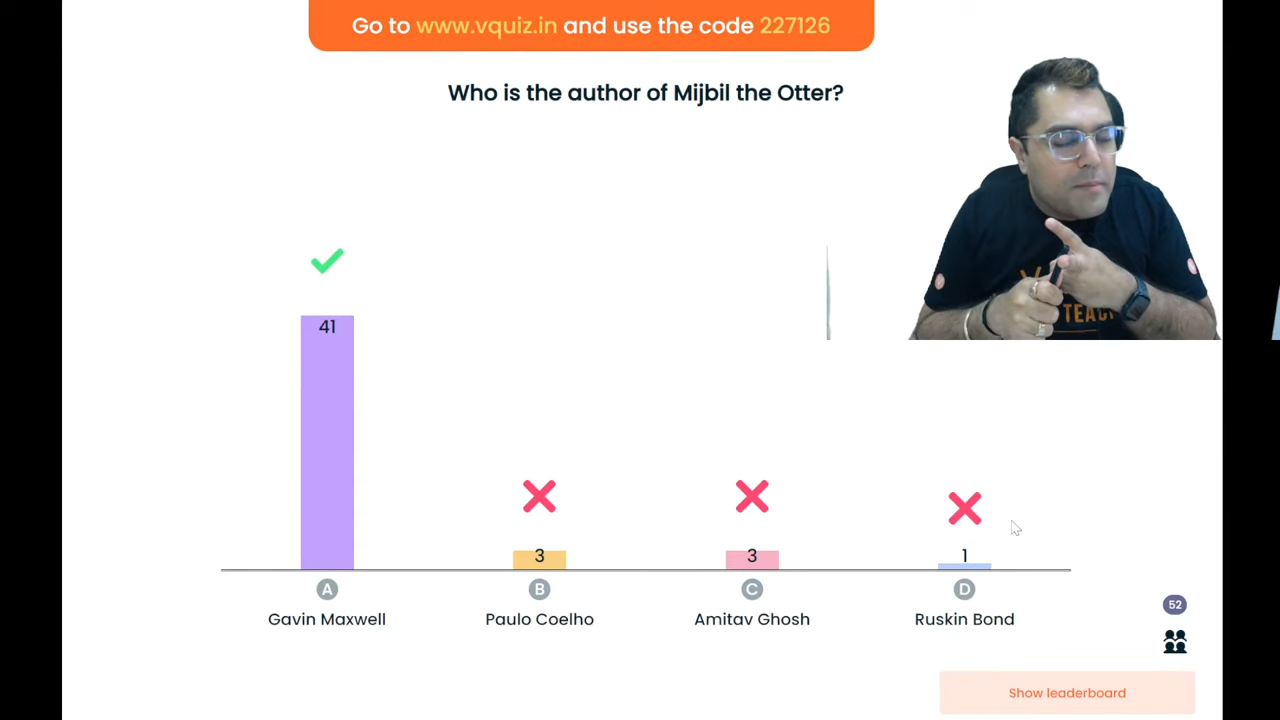 Go to www.vquiz.in and use the code 227126
Who is the author of Mijbil the Otter?
41
3
3
1
A
B
C
D
Gavin Maxwell
Paulo Coelho
Amitav Ghosh
Ruskin Bond
TEAC
52
Show leaderboard